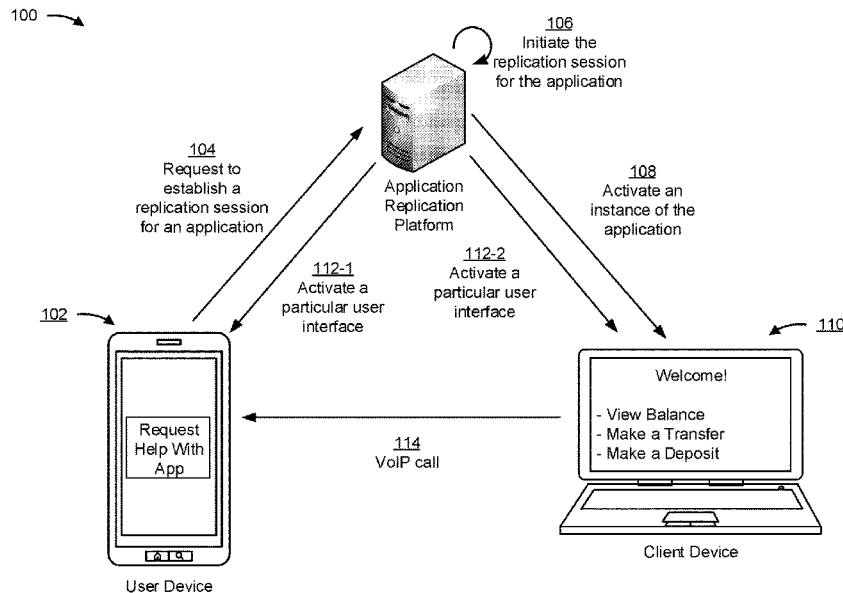 100
106
Initiate the
replication session
for the application
104
Request to
establish a
replication session
for an application
Application
Replication
Platform
108
Activate an
instance of the
application
112-1
Activate a
particular user
interface
112-2
Activate a
particular user
interface
102
110
Request
Help With
App
Welcome!
- View Balance
- Make a Transfer
- Make a Deposit
114
VoIP call
User Device
Client Device